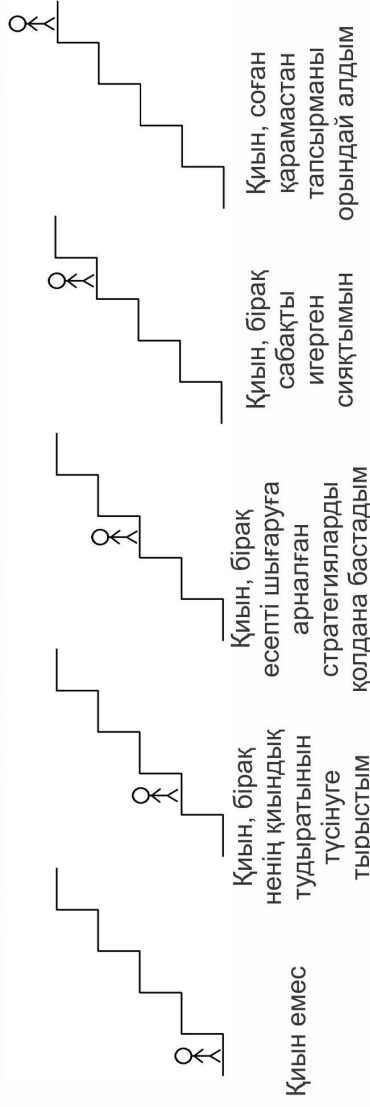 Қиын емес
Қиын, бірақ
ненің қиындық
тудыратынын
түсінуге
тырыстым
Қиын, бірақ
есепті шығаруға
арналған
стратегияларды
қолдана бастадым
Қиын, бірақ
сабақты
игерген
сияқтымын
Қиын, соған
қарамастан
тапсырманы
орындай алдым